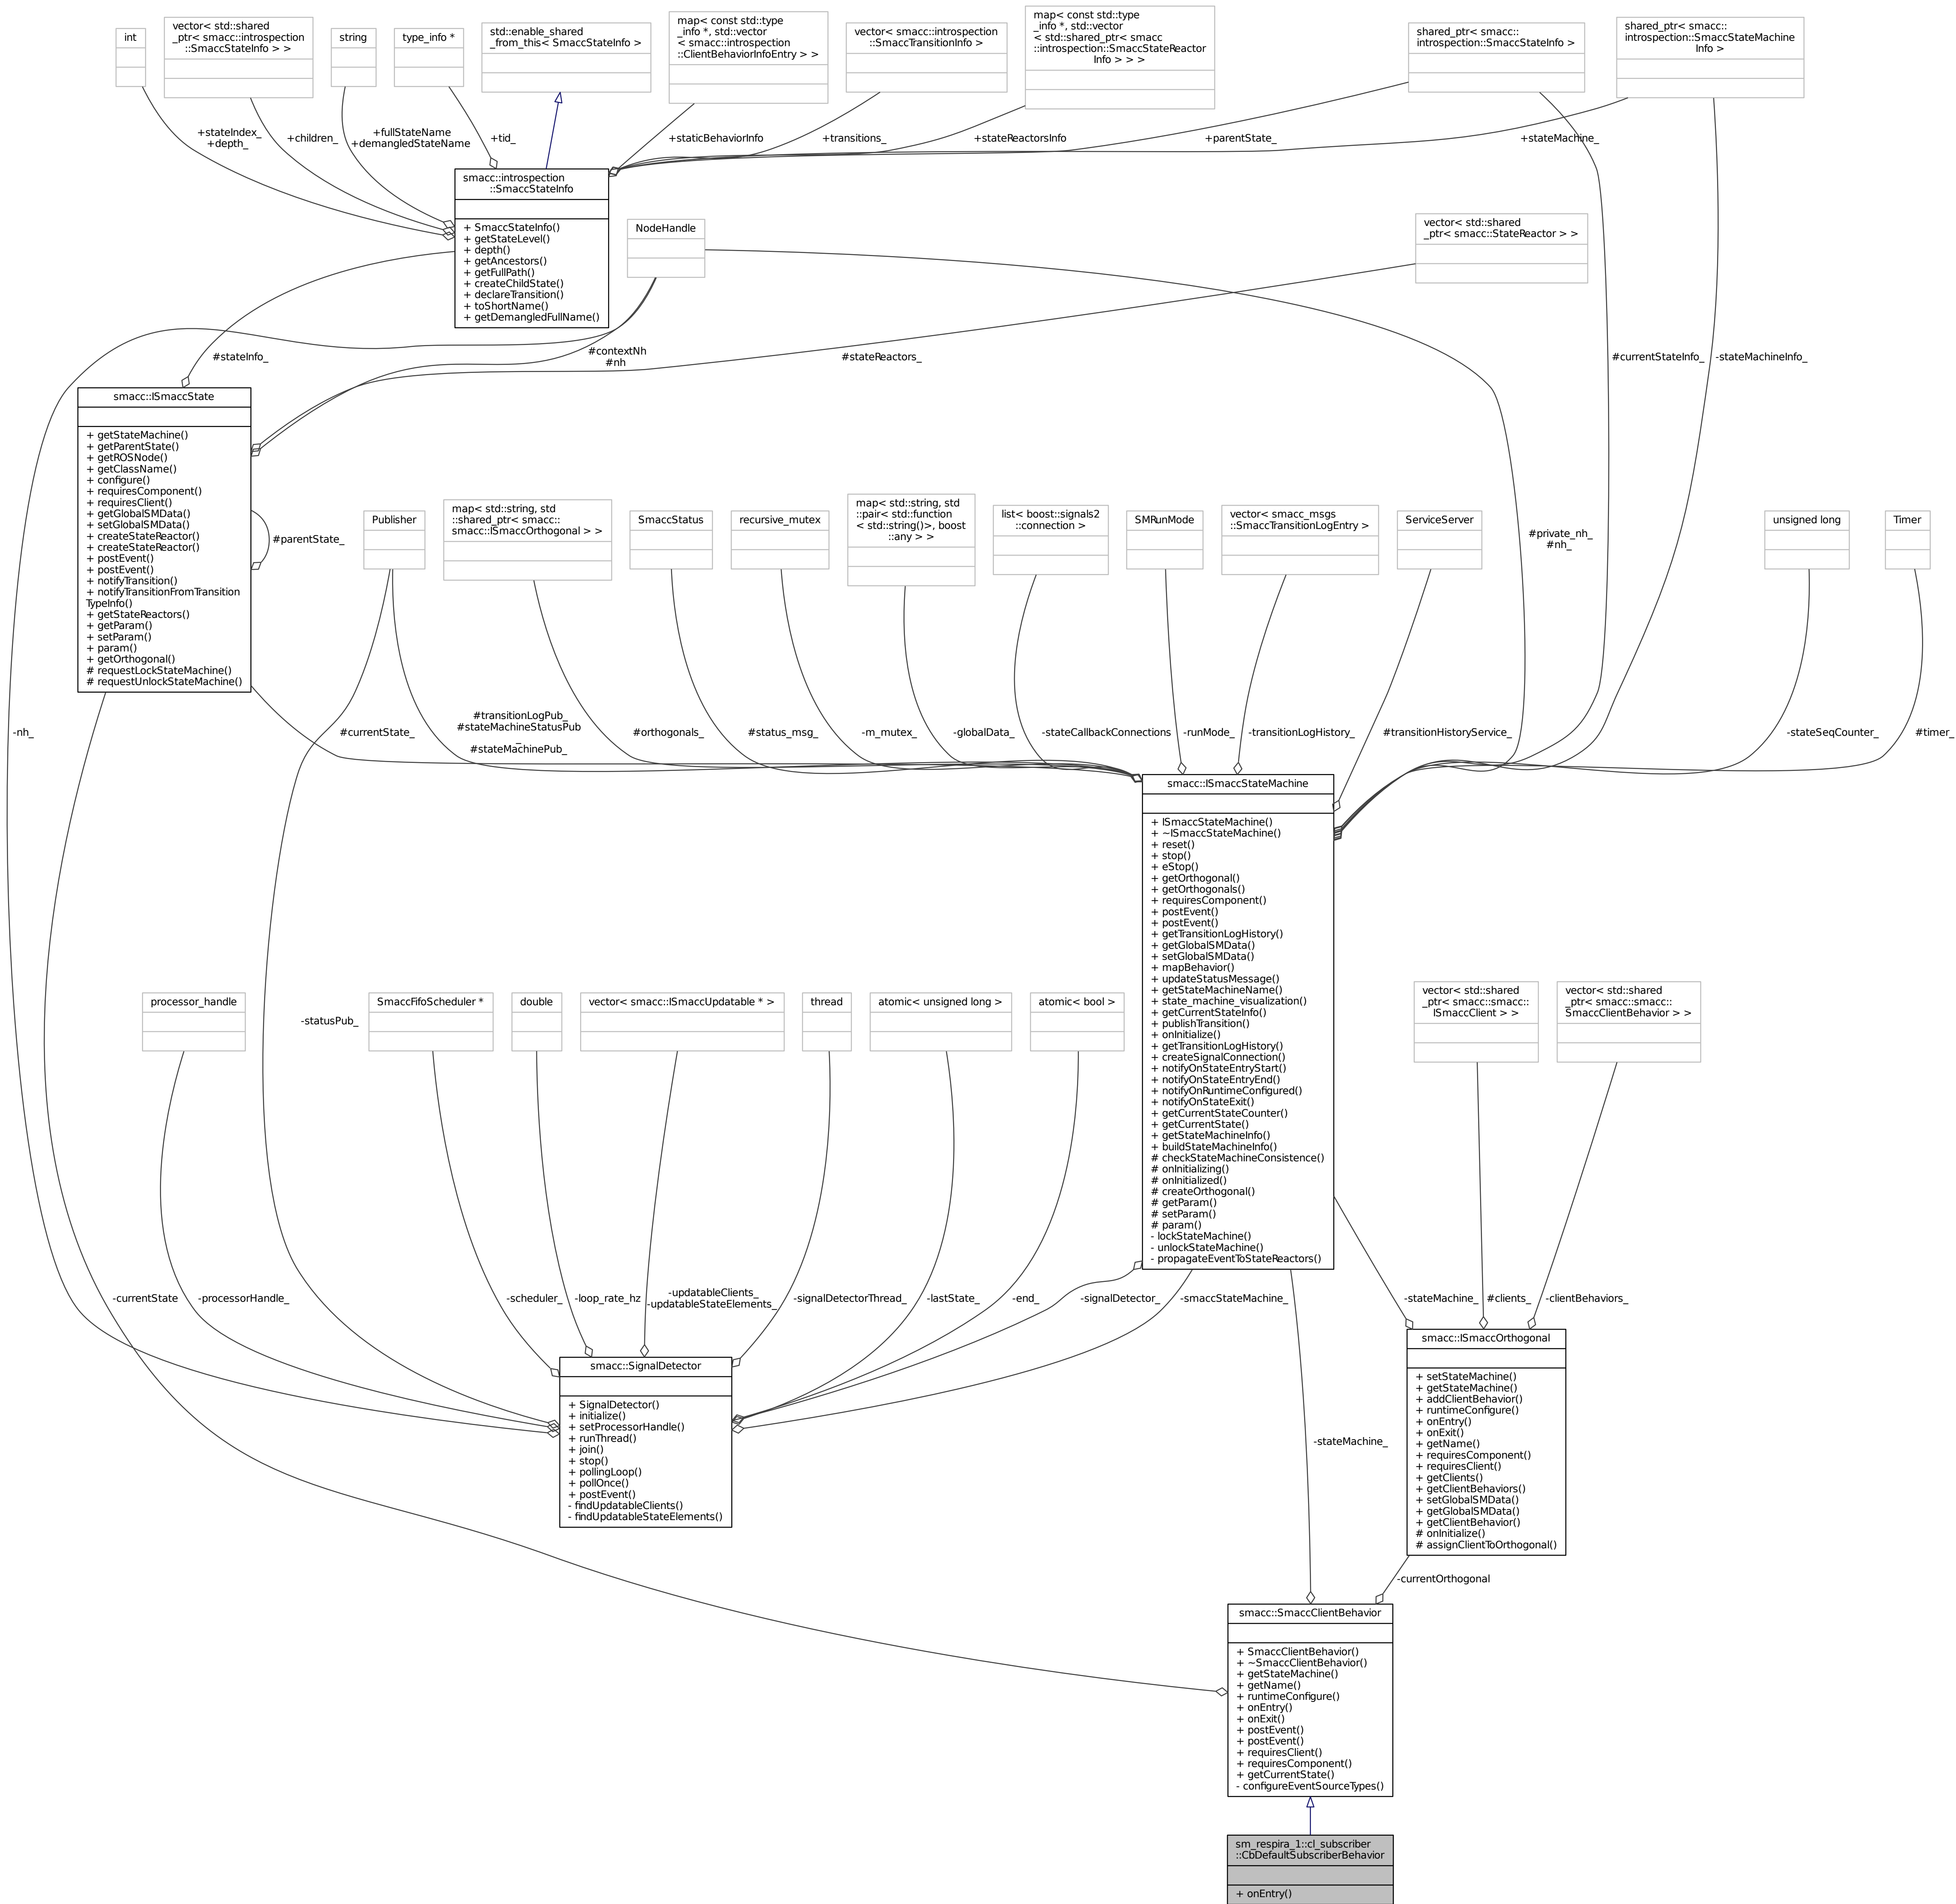 int
vector< std::shared
_ptr< smacc::introspection
::SmaccStateInfo > >
string
type_info *
std::enable_shared
_from_this< SmaccStateInfo >
map< const std::type
_info *, std::vector
< smacc::introspection
::ClientBehaviorInfoEntry > >
vector< smacc::introspection
::SmaccTransitionInfo >
map< const std::type
_info *, std::vector
< std::shared_ptr< smacc
::introspection::SmaccStateReactor
Info > > >
shared_ptr< smacc::
introspection::SmaccStateInfo >
shared_ptr< smacc::
introspection::SmaccStateMachine
Info >
+stateIndex_
+depth_
+children_
+fullStateName
+demangledStateName
+tid_
+staticBehaviorInfo
+transitions_
+stateReactorsInfo
+parentState_
+stateMachine_
smacc::introspection
::SmaccStateInfo
+ SmaccStateInfo()
+ getStateLevel()
+ depth()
+ getAncestors()
+ getFullPath()
+ createChildState()
+ declareTransition()
+ toShortName()
+ getDemangledFullName()
NodeHandle
vector< std::shared
_ptr< smacc::StateReactor > >
#stateInfo_
#contextNh
#nh
#stateReactors_
#currentStateInfo_
-stateMachineInfo_
smacc::ISmaccState
+ getStateMachine()
+ getParentState()
+ getROSNode()
+ getClassName()
+ configure()
+ requiresComponent()
+ requiresClient()
+ getGlobalSMData()
+ setGlobalSMData()
+ createStateReactor()
+ createStateReactor()
+ postEvent()
+ postEvent()
+ notifyTransition()
+ notifyTransitionFromTransition
TypeInfo()
+ getStateReactors()
+ getParam()
+ setParam()
+ param()
+ getOrthogonal()
# requestLockStateMachine()
# requestUnlockStateMachine()
#parentState_
Publisher
map< std::string, std
::shared_ptr< smacc::
smacc::ISmaccOrthogonal > >
SmaccStatus
recursive_mutex
map< std::string, std
::pair< std::function
< std::string()>, boost
::any > >
list< boost::signals2
::connection >
SMRunMode
vector< smacc_msgs
::SmaccTransitionLogEntry >
ServiceServer
#private_nh_
#nh_
unsigned long
Timer
-nh_
#currentState_
#transitionLogPub_
#stateMachineStatusPub
_
#stateMachinePub_
#orthogonals_
#status_msg_
-m_mutex_
-globalData_
-stateCallbackConnections
-runMode_
-transitionLogHistory_
#transitionHistoryService_
-stateSeqCounter_
#timer_
smacc::ISmaccStateMachine
+ ISmaccStateMachine()
+ ~ISmaccStateMachine()
+ reset()
+ stop()
+ eStop()
+ getOrthogonal()
+ getOrthogonals()
+ requiresComponent()
+ postEvent()
+ postEvent()
+ getTransitionLogHistory()
+ getGlobalSMData()
+ setGlobalSMData()
+ mapBehavior()
+ updateStatusMessage()
+ getStateMachineName()
+ state_machine_visualization()
+ getCurrentStateInfo()
+ publishTransition()
+ onInitialize()
+ getTransitionLogHistory()
+ createSignalConnection()
+ notifyOnStateEntryStart()
+ notifyOnStateEntryEnd()
+ notifyOnRuntimeConfigured()
+ notifyOnStateExit()
+ getCurrentStateCounter()
+ getCurrentState()
+ getStateMachineInfo()
+ buildStateMachineInfo()
# checkStateMachineConsistence()
# onInitializing()
# onInitialized()
# createOrthogonal()
# getParam()
# setParam()
# param()
- lockStateMachine()
- unlockStateMachine()
- propagateEventToStateReactors()
processor_handle
-statusPub_
SmaccFifoScheduler *
double
vector< smacc::ISmaccUpdatable * >
thread
atomic< unsigned long >
atomic< bool >
vector< std::shared
_ptr< smacc::smacc::
ISmaccClient > >
vector< std::shared
_ptr< smacc::smacc::
SmaccClientBehavior > >
-currentState
-processorHandle_
-scheduler_
-loop_rate_hz
-updatableClients_
-updatableStateElements_
-signalDetectorThread_
-lastState_
-end_
-signalDetector_
-smaccStateMachine_
-stateMachine_
#clients_
-clientBehaviors_
smacc::SignalDetector
+ SignalDetector()
+ initialize()
+ setProcessorHandle()
+ runThread()
+ join()
+ stop()
+ pollingLoop()
+ pollOnce()
+ postEvent()
- findUpdatableClients()
- findUpdatableStateElements()
smacc::ISmaccOrthogonal
+ setStateMachine()
+ getStateMachine()
+ addClientBehavior()
+ runtimeConfigure()
+ onEntry()
+ onExit()
+ getName()
+ requiresComponent()
+ requiresClient()
+ getClients()
+ getClientBehaviors()
+ setGlobalSMData()
+ getGlobalSMData()
+ getClientBehavior()
# onInitialize()
# assignClientToOrthogonal()
-stateMachine_
-currentOrthogonal
smacc::SmaccClientBehavior
+ SmaccClientBehavior()
+ ~SmaccClientBehavior()
+ getStateMachine()
+ getName()
+ runtimeConfigure()
+ onEntry()
+ onExit()
+ postEvent()
+ postEvent()
+ requiresClient()
+ requiresComponent()
+ getCurrentState()
- configureEventSourceTypes()
sm_respira_1::cl_subscriber
::CbDefaultSubscriberBehavior
+ onEntry()